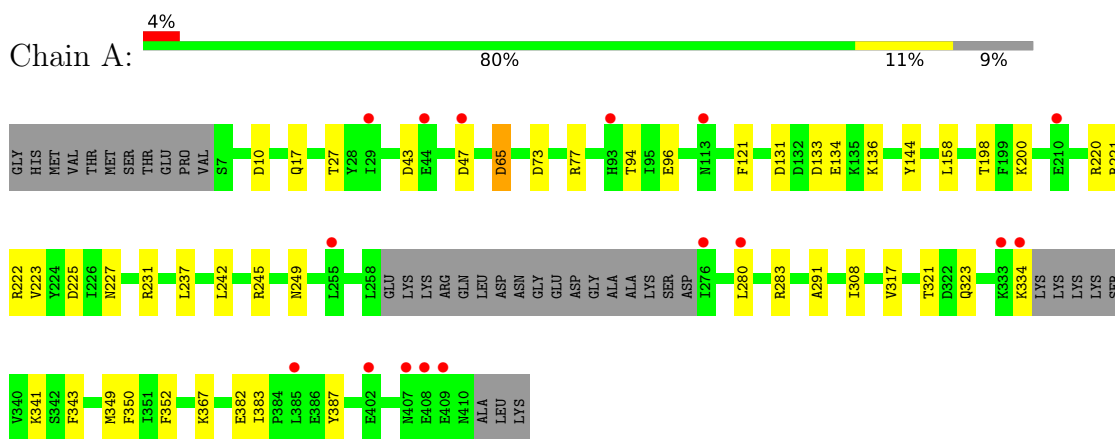 4%
Chain A:
80% 11% 9%
GLY HIS MET VAL THR MET SER THR GLU PRO VAL S7 D10 Q17 T27 Y28 I29 D43 E44 D47 D65 D73 R77 H93 T94 I95 E96 N113 F121 D131 D132 D133 E134 K135 K136 Y144 L158 T198 F199 K200 E210 R220 R221
R222 V223 Y224 D225 I226 N227 R231 L237 L242 R245 N249 L255 L258 GLU LYS LYS ARG GLN LEU ASP ASN GLY GLU ASP GLY ALA ALA LYS SER ASP I276 L280 R283 A291 I308 V317 T321 D322 Q323 K333 K334 LYS LYS LYS LYS SER
V340 K341 S342 F343 M349 F350 I351 F352 K367 E382 I383 P384 L385 E386 Y387 E402 N407 E408 E409 N410 ALA LEU LYS